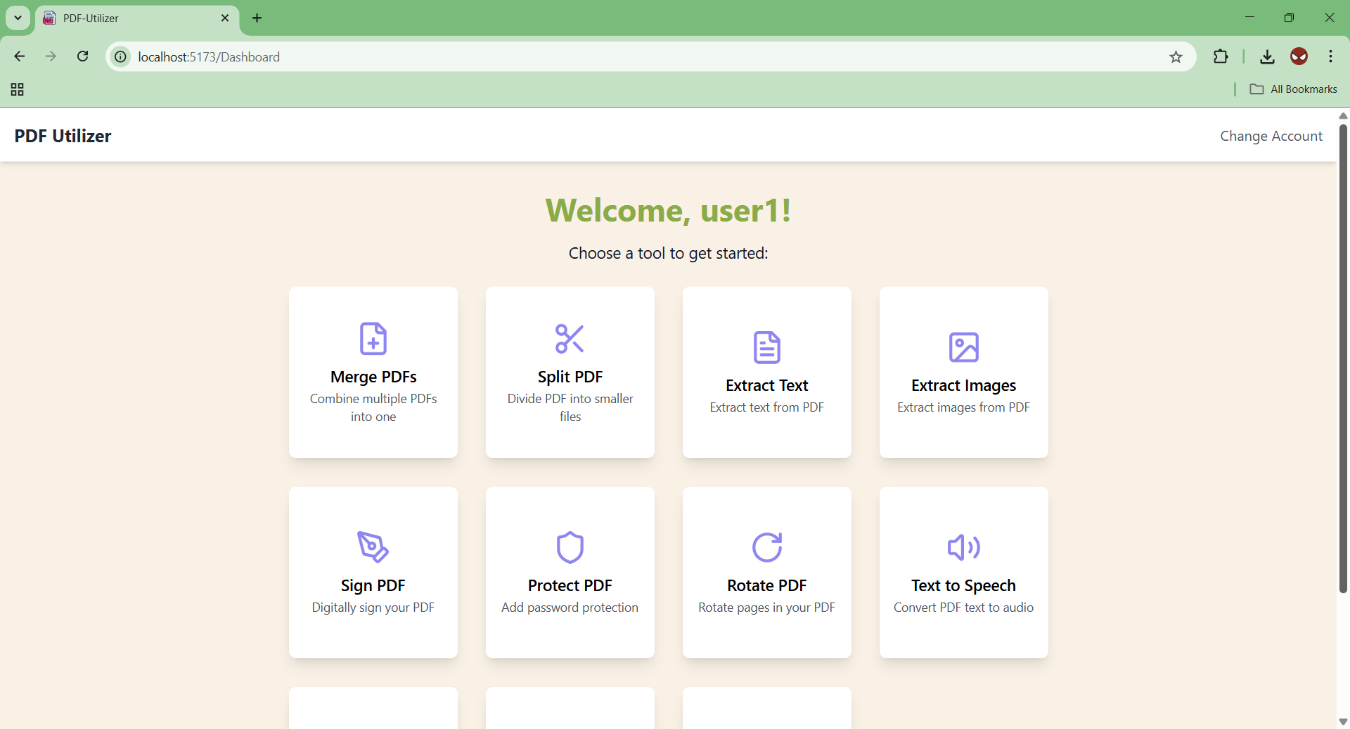 PDF-Utilizer
localhost:5173/Dashboard
All Bookmarks
PDF Utilizer
Change Account
Welcome, user1!
Choose a tool to get started:
Merge PDFs
Combine multiple PDFs
into one
Split PDF
Divide PDF into smaller
files
Extract Text
Extract text from PDF
Extract Images
Extract images from PDF
Sign PDF
Digitally sign your PDF
Protect PDF
Add password protection
Rotate PDF
Rotate pages in your PDF
Text to Speech
Convert PDF text to audio